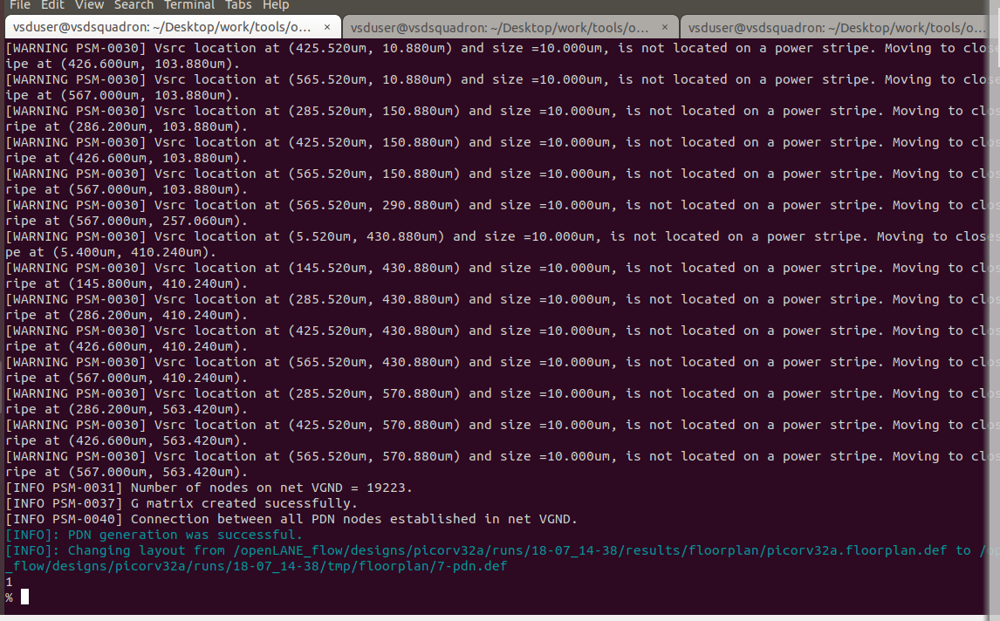 File Edit View Search Terminal Tabs Help
vsduser@vsdsquadron: ~/Desktop/work/tools/o... × vsduser@vsdsquadron: ~/Desktop/work/tools/o... × vsduser@vsdsquadron: ~/Desktop/work/tools/o...
[WARNING PSM-0030] Vsrc location at (425.520um, 10.880um) and size =10.000um, is not located on a power stripe. Moving to close
ipe at (426.600um, 103.880um).
[WARNING PSM-0030] Vsrc location at (565.520um, 10.880um) and size =10.000um, is not located on a power stripe. Moving to close
ipe at (567.000um, 103.880um).
[WARNING PSM-0030] Vsrc location at (285.520um, 150.880um) and size =10.000um, is not located on a power stripe. Moving to clos
ripe at (286.200um, 103.880um).
[WARNING PSM-0030] Vsrc location at (425.520um, 150.880um) and size =10.000um, is not located on a power stripe. Moving to clos
ripe at (426.600um, 103.880um).
[WARNING PSM-0030] Vsrc location at (565.520um, 150.880um) and size =10.000um, is not located on a power stripe. Moving to clos
ripe at (567.000um, 103.880um).
[WARNING PSM-0030] Vsrc location at (565.520um, 290.880um) and size =10.000um, is not located on a power stripe. Moving to clos
ripe at (567.000um, 257.060um).
[WARNING PSM-0030] Vsrc location at (5.520um, 430.880um) and size =10.000um, is not located on a power stripe. Moving to closes
pe at (5.400um, 410.240um).
[WARNING PSM-0030] Vsrc location at (145.520um, 430.880um) and size =10.000um, is not located on a power stripe. Moving to clos
ripe at (145.800um, 410.240um).
[WARNING PSM-0030] Vsrc location at (285.520um, 430.880um) and size =10.000um, is not located on a power stripe. Moving to clos
ripe at (286.200um, 410.240um).
[WARNING PSM-0030] Vsrc location at (425.520um, 430.880um) and size =10.000um, is not located on a power stripe. Moving to clos
ripe at (426.600um, 410.240um).
[WARNING PSM-0030] Vsrc location at (565.520um, 430.880um) and size =10.000um, is not located on a power stripe. Moving to clos
ripe at (567.000um, 410.240um).
[WARNING PSM-0030] Vsrc location at (285.520um, 570.880um) and size =10.000um, is not located on a power stripe. Moving to clos
ripe at (286.200um, 563.420um).
[WARNING PSM-0030] Vsrc location at (425.520um, 570.880um) and size =10.000um, is not located on a power stripe. Moving to clos
ripe at (426.600um, 563.420um).
[WARNING PSM-0030] Vsrc location at (565.520um, 570.880um) and size =10.000um, is not located on a power stripe. Moving to clos
ripe at (567.000um, 563.420um).
[INFO PSM-0031] Number of nodes on net VGND = 19223.
[INFO PSM-0037] G matrix created sucessfully.
[INFO PSM-0040] Connection between all PDN nodes established in net VGND.
[INFO]: PDN generation was successful.
[INFO]: Changing layout from /openLANE_flow/designs/picorv32a/runs/18-07_14-38/results/floorplan/picorv32a.floorplan.def to /op
_flow/designs/picorv32a/runs/18-07_14-38/tmp/floorplan/7-pdn.def
1
%